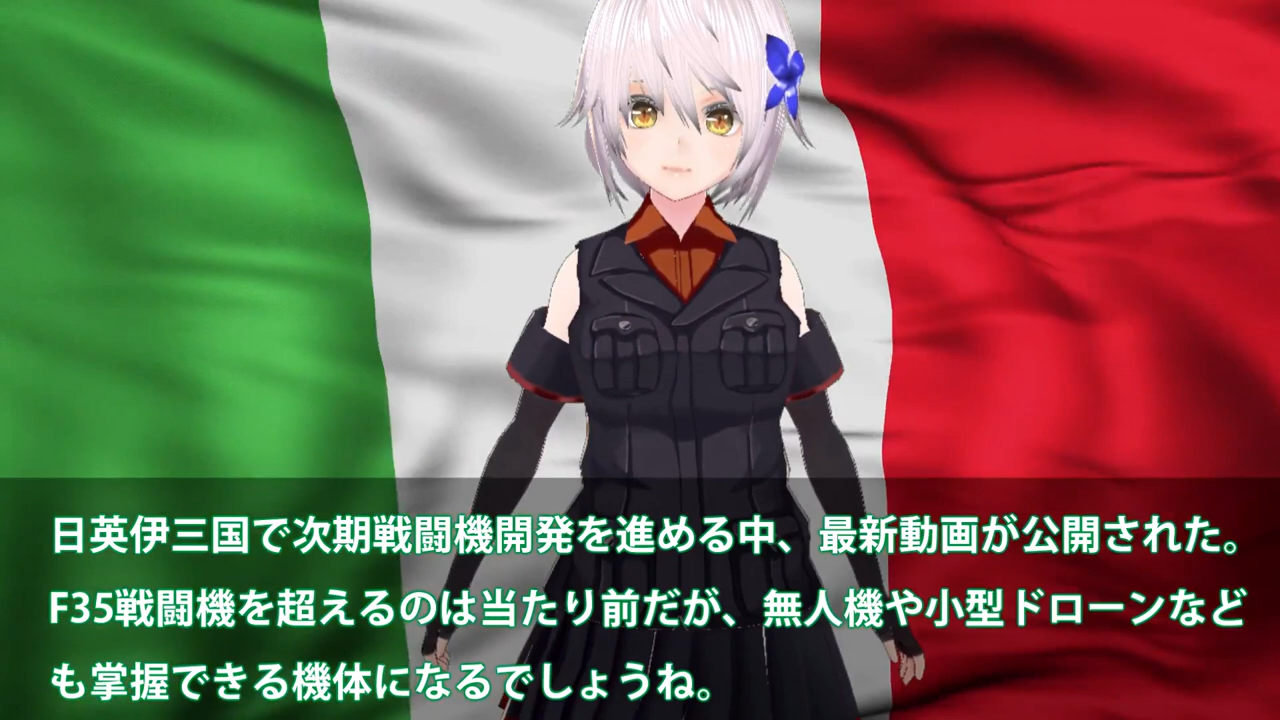 日英伊三国で次期戦闘機開発を進める中、最新動画が公開された。
F35戦闘機を超えるのは当たり前だが、無人機や小型ドローンなど
も掌握できる機体になるでしょうね。